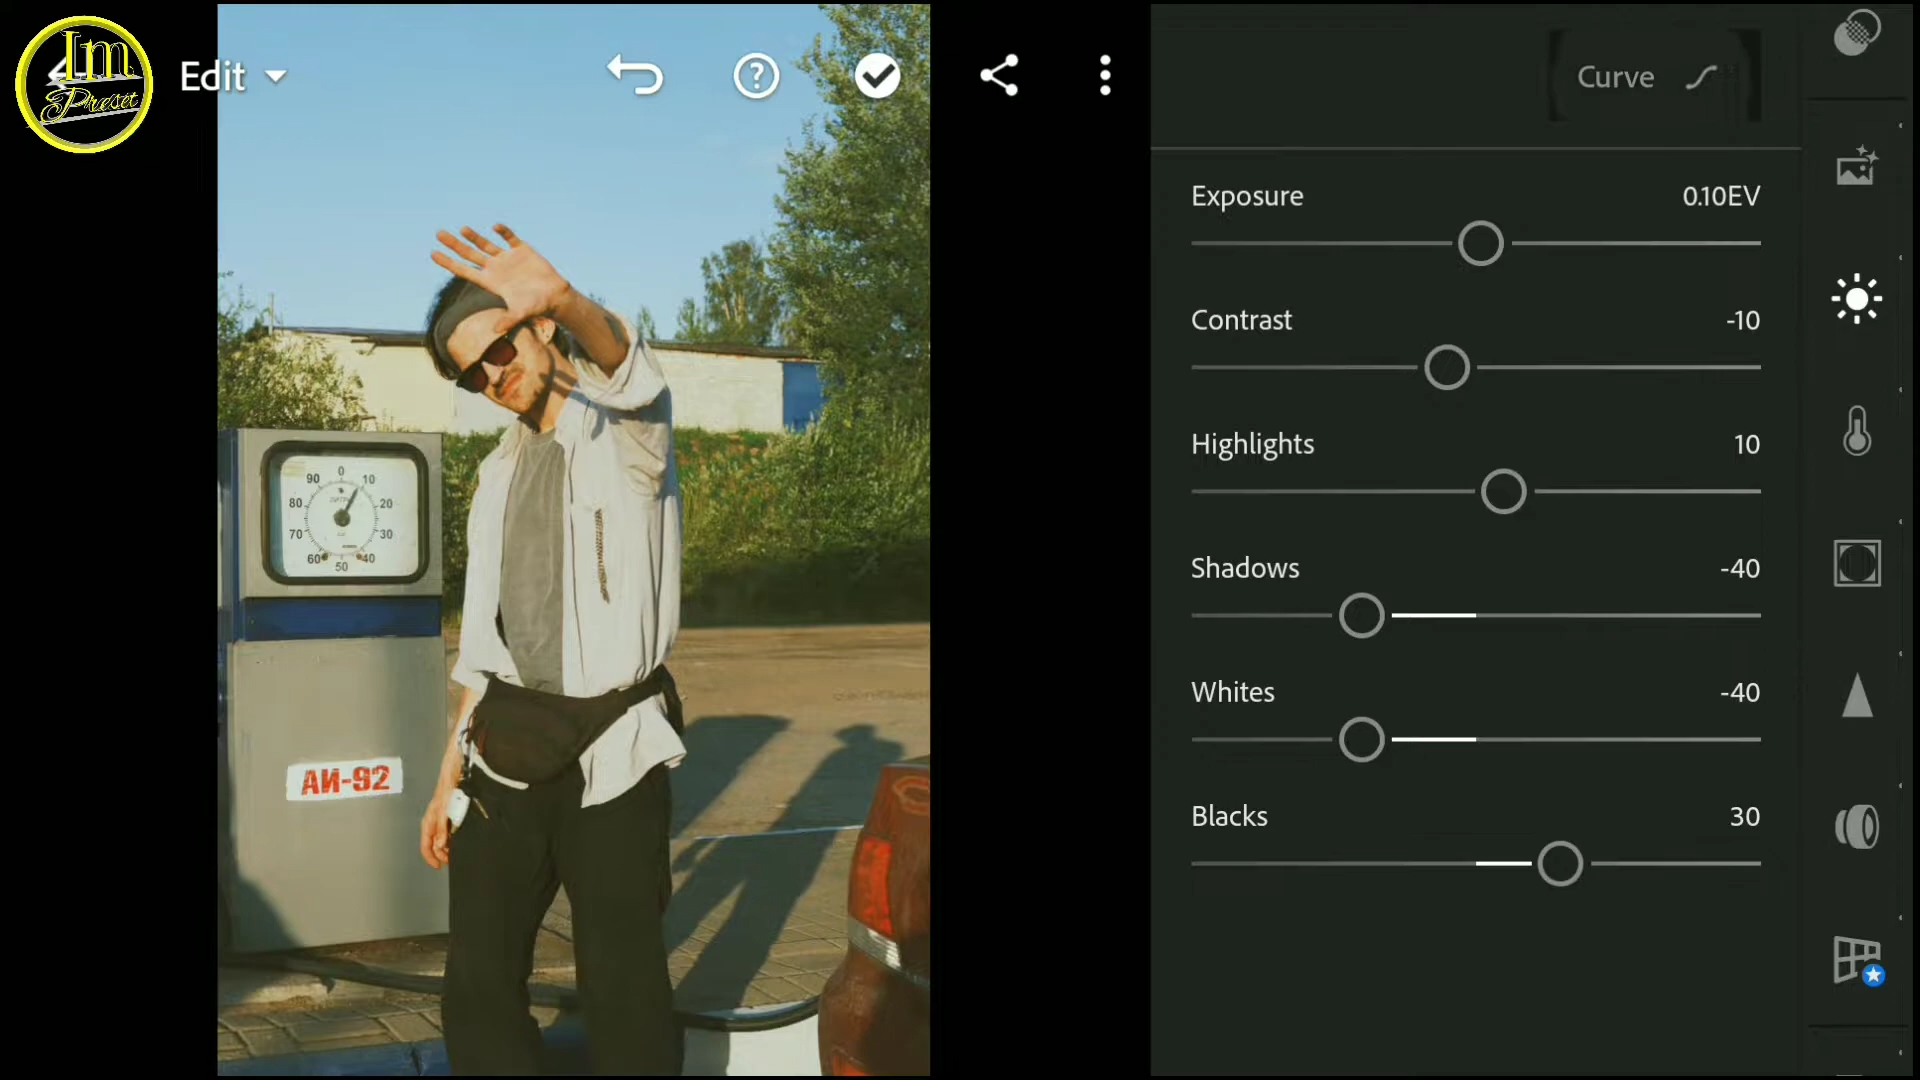 Im
Preset
Edit
?
Curve
Exposure 0.10EV
Contrast -10
Highlights 10
Shadows -40
Whites -40
Blacks 30
0
90 10
80 20
70 30
60 40
50
АИ-92